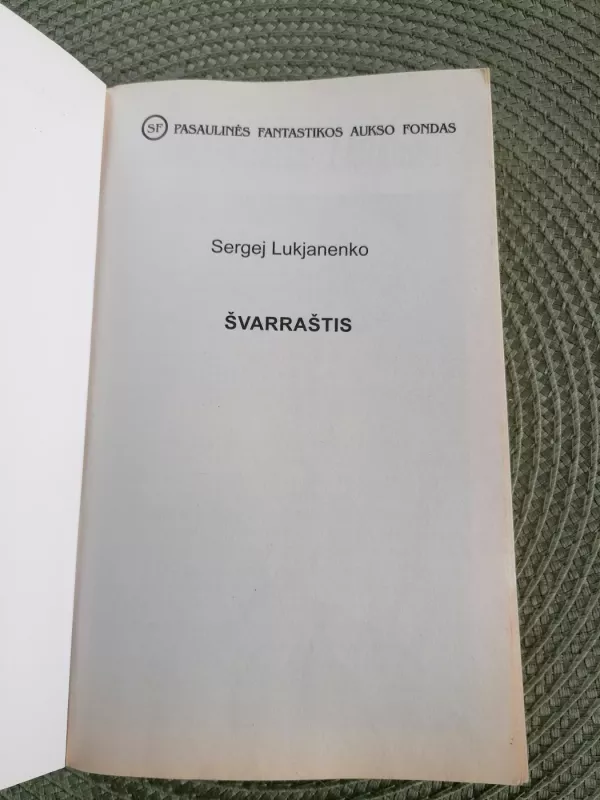 SF PASAULINĖS FANTASTIKOS AUKSO FONDAS
Sergej Lukjanenko
ŠVARRAŠTIS